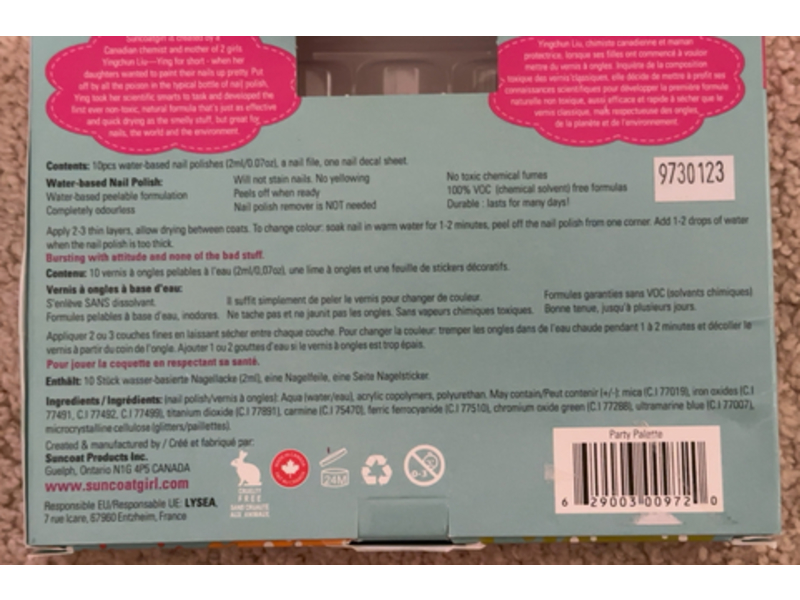 Suncoatgirl is created by a
Canadian chemist and mother of 2 girls
Yingchun Liu—Ying for short - when her
daughters wanted to paint their nails up pretty. Put
off by all the poison in the typical bottle of nail polish,
Ying took her scientific smarts to task and developed the
first ever non-toxic, natural formula that's just as effective
and quick drying as the smelly stuff, but great for
nails, the world and the environment.
Yingchun Liu, chimiste canadienne et maman
protectrice, lorsque ses filles ont commencé à vouloir
mettre du vernis à ongles. Inquiète de la composition
toxique des vernis classiques, elle décide de mettre à profit ses
connaissances scientifiques pour développer la première formule
naturelle non toxique, aussi efficace et rapide à sécher que le
vernis classique, mais respectueuse des ongles,
de la planète et de l'environnement.
Contents: 10pcs water-based nail polishes (2ml/0.07oz), a nail file, one nail decal sheet.
9730123
Water-based Nail Polish: Will not stain nails. No yellowing No toxic chemical fumes
Water-based peelable formulation Peels off when ready 100% VOC (chemical solvent) free formulas
Completely odourless Nail polish remover is NOT needed Durable : lasts for many days!
Apply 2-3 thin layers, allow drying between coats. To change colour: soak nail in warm water for 1-2 minutes, peel off the nail polish from one corner. Add 1-2 drops of water
when the nail polish is too thick.
Bursting with attitude and none of the bad stuff.
Contenu: 10 vernis à ongles pelables à l'eau (2ml/0,07oz), une lime à ongles et une feuille de stickers décoratifs.
Vernis à ongles à base d'eau:
S'enlève SANS dissolvant. Il suffit simplement de peler le vernis pour changer de couleur. Formules garanties sans VOC (solvants chimiques)
Formules pelables à base d'eau, inodores. Ne tache pas et ne jaunit pas les ongles. Sans vapeurs chimiques toxiques. Bonne tenue, jusqu'à plusieurs jours.
Appliquer 2 ou 3 couches fines en laissant sécher entre chaque couche. Pour changer la couleur: tremper les ongles dans de l'eau chaude pendant 1 à 2 minutes et décoller le
vernis à partir du coin de l'ongle. Ajouter 1 ou 2 gouttes d'eau si le vernis à ongles est trop épais.
Pour jouer la coquette en respectant sa santé.
Enthält: 10 Stück wasser-basierte Nagellacke (2ml), eine Nagelfeile, eine Seite Nagelsticker.
Ingredients / Ingrédients: (nail polish/vernis à ongles): Aqua (water/eau), acrylic copolymers, polyurethan. May contain/Peut contenir (+/-): mica (C.I 77019), iron oxides (C.I
77491, C.I 77492, C.I 77499), titanium dioxide (C.I 77891), carmine (C.I 75470), ferric ferrocyanide (C.I 77510), chromium oxide green (C.I 77288), ultramarine blue (C.I 77007),
microcrystalline cellulose (glitters/paillettes).
Created & manufactured by / Créé et fabriqué par:
Suncoat Products Inc.
Guelph, Ontario N1G 4P5 CANADA
www.suncoatgirl.com
Responsible EU/Responsable UE: LYSEA,
7 rue Icare, 67960 Entzheim, France
CRUELTY
FREE
SANS CRUAUTÉ
AUX ANIMAUX
24M
0-3
Party Palette
6 29003 00972 0